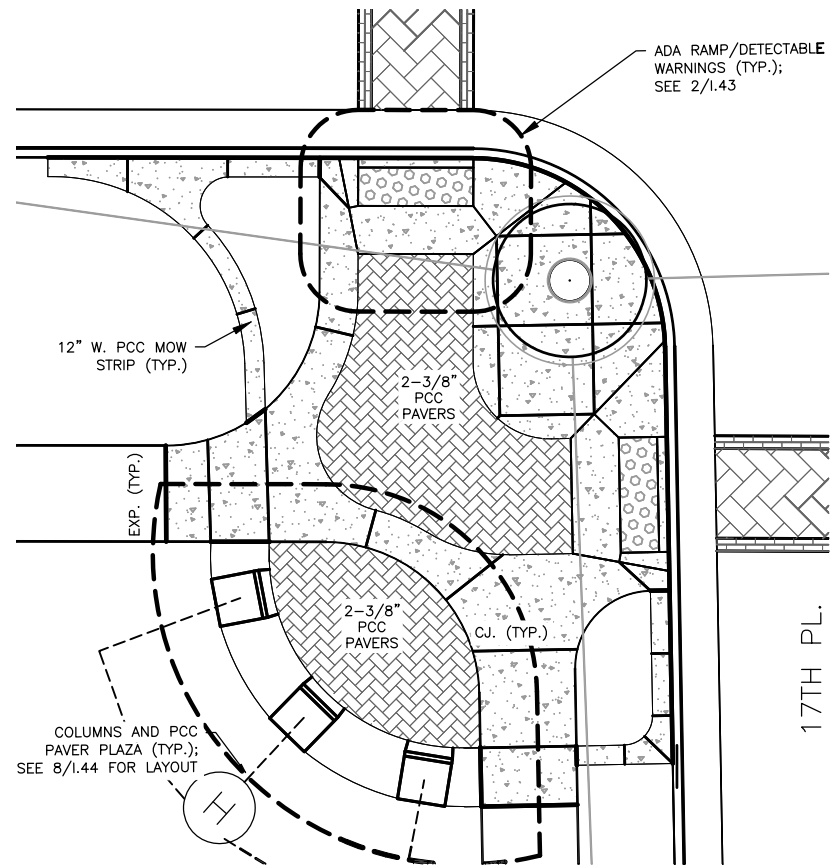 ADA RAMP/DETECTABLE
WARNINGS (TYP.);
SEE 2/I.43
12" W. PCC MOW
STRIP (TYP.)
2-3/8"
PCC
PAVERS
EXP. (TYP.)
2-3/8"
PCC
PAVERS
CJ. (TYP.)
17TH PL.
COLUMNS AND PCC
PAVER PLAZA (TYP.);
SEE 8/I.44 FOR LAYOUT
H